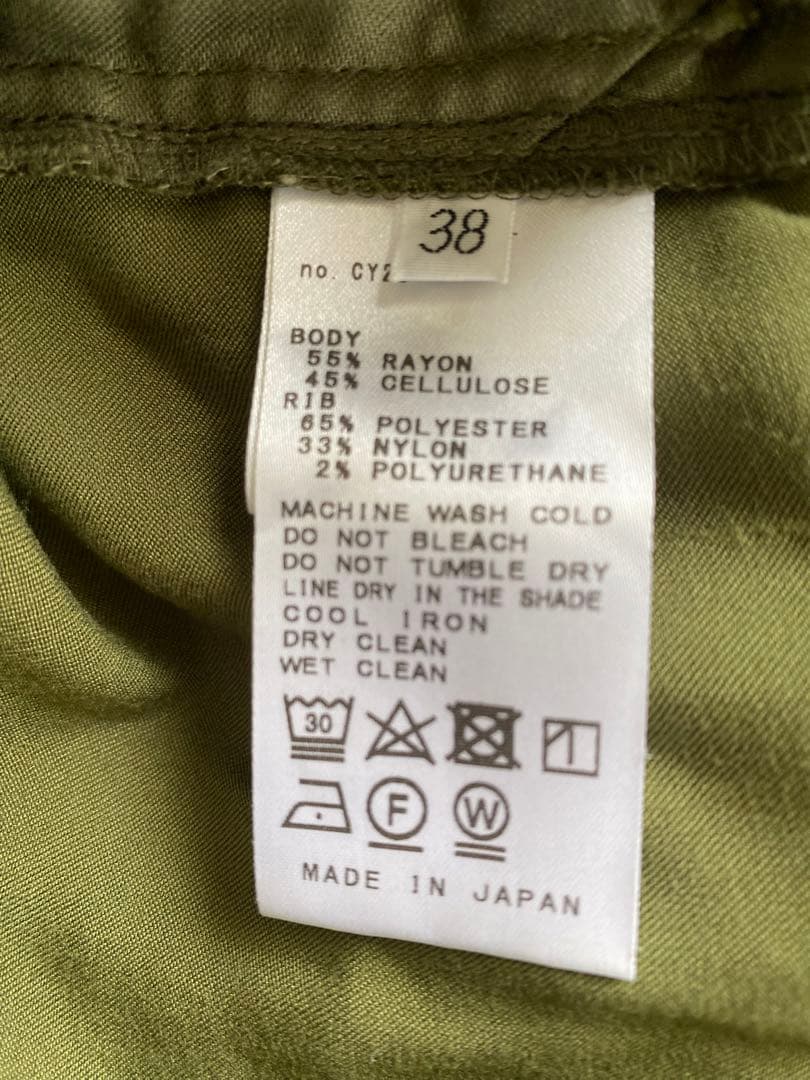 38
no. CY2
BODY
55% RAYON
45% CELLULOSE
RIB
65% POLYESTER
33% NYLON
2% POLYURETHANE
MACHINE WASH COLD
DO NOT BLEACH
DO NOT TUMBLE DRY
LINE DRY IN THE SHADE
COOL IRON
DRY CLEAN
WET CLEAN
30
F W
MADE IN JAPAN